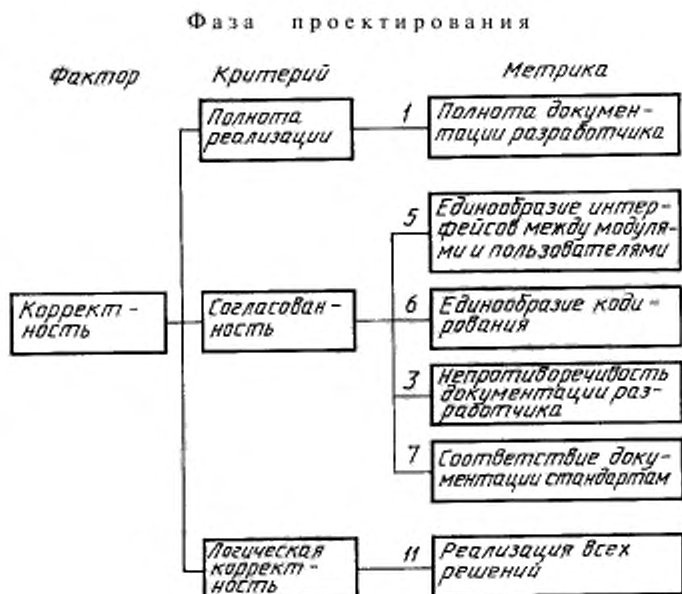 Фаза проектирования
Фактор Критерий Метрика
Полнота
реализации
1
Полнота докумен-
тации разработчика
5
Единообразие интер-
фейсов между модуля-
ми и пользователями
Коррект-
ность
Согласован-
ность
6
Единообразие коди-
рования
3
Непротиворечивость
документации раз-
работчика
7
Соответствие доку-
ментации стандартам
Логическая
коррект-
ность
11
Реализация всех
решений